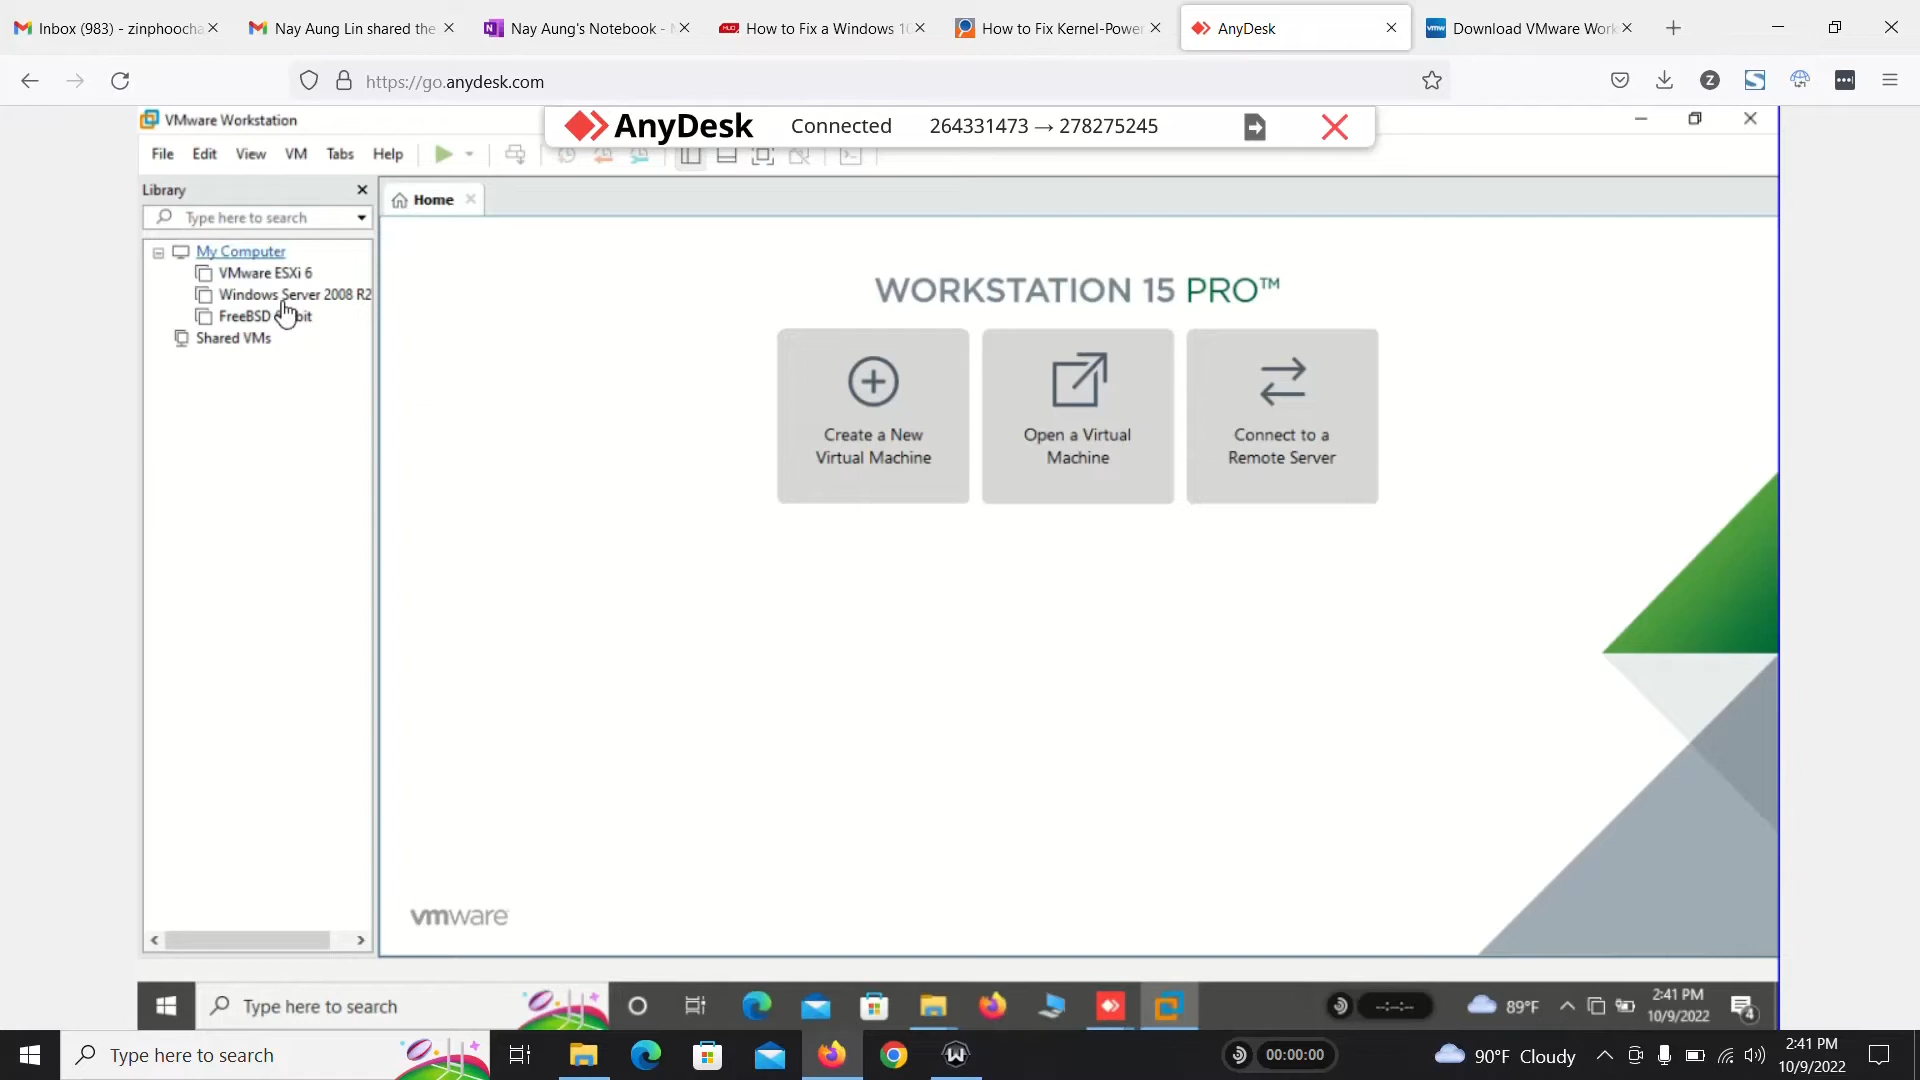 Inbox (983) - zinphoocha
Nay Aung Lin shared the
Nay Aung's Notebook - M
How to Fix a Windows 10
How to Fix Kernel-Power
AnyDesk
Download VMware Work
https://go.anydesk.com
VMware Workstation
AnyDesk
Connected
264331473 → 278275245
File
Edit
View
VM
Tabs
Help
Library
Type here to search
Home
My Computer
VMware ESXi 6
Windows Server 2008 R2
FreeBSD
bit
Shared VMs
WORKSTATION 15 PRO™
Create a New
Virtual Machine
Open a Virtual
Machine
Connect to a
Remote Server
vmware
Type here to search
--:--:--
89°F
2:41 PM
10/9/2022
4
Type here to search
00:00:00
90°F Cloudy
2:41 PM
10/9/2022